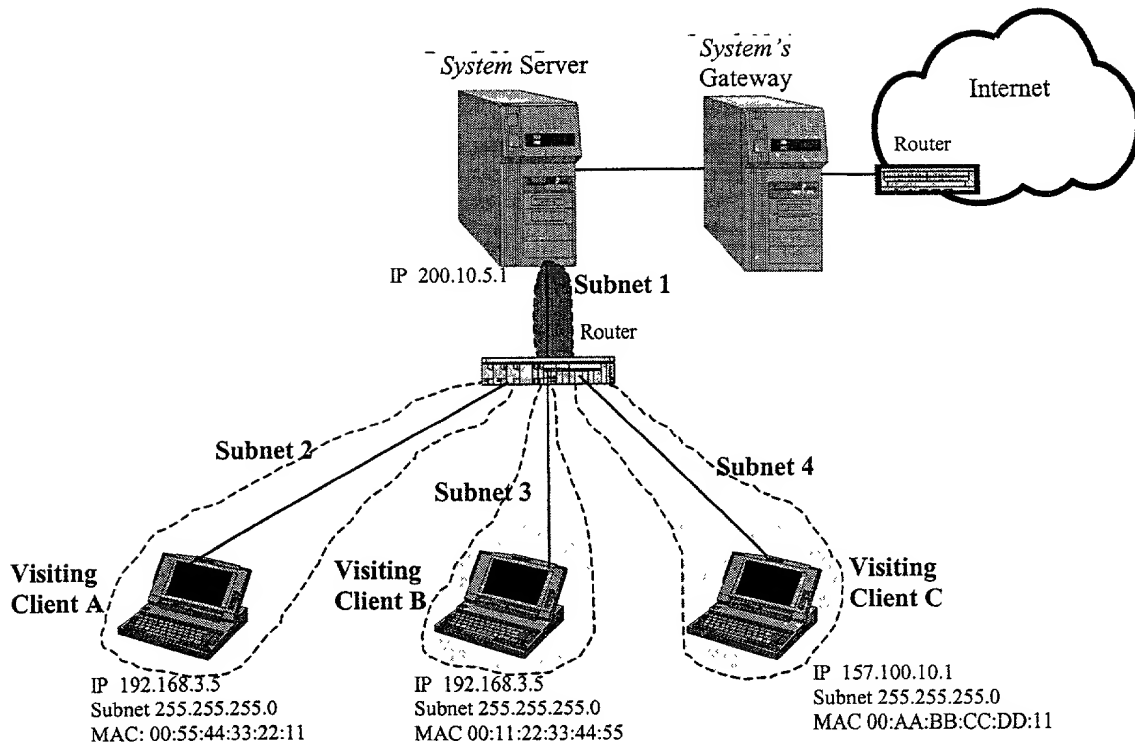 System Server
System's
Gateway
Internet
Router
IP 200.10.5.1
Subnet 1
Router
Subnet 2
Subnet 3
Subnet 4
Visiting
Client A
Visiting
Client B
Visiting
Client C
IP 192.168.3.5
Subnet 255.255.255.0
MAC: 00:55:44:33:22:11
IP 192.168.3.5
Subnet 255.255.255.0
MAC 00:11:22:33:44:55
IP 157.100.10.1
Subnet 255.255.255.0
MAC 00:AA:BB:CC:DD:11